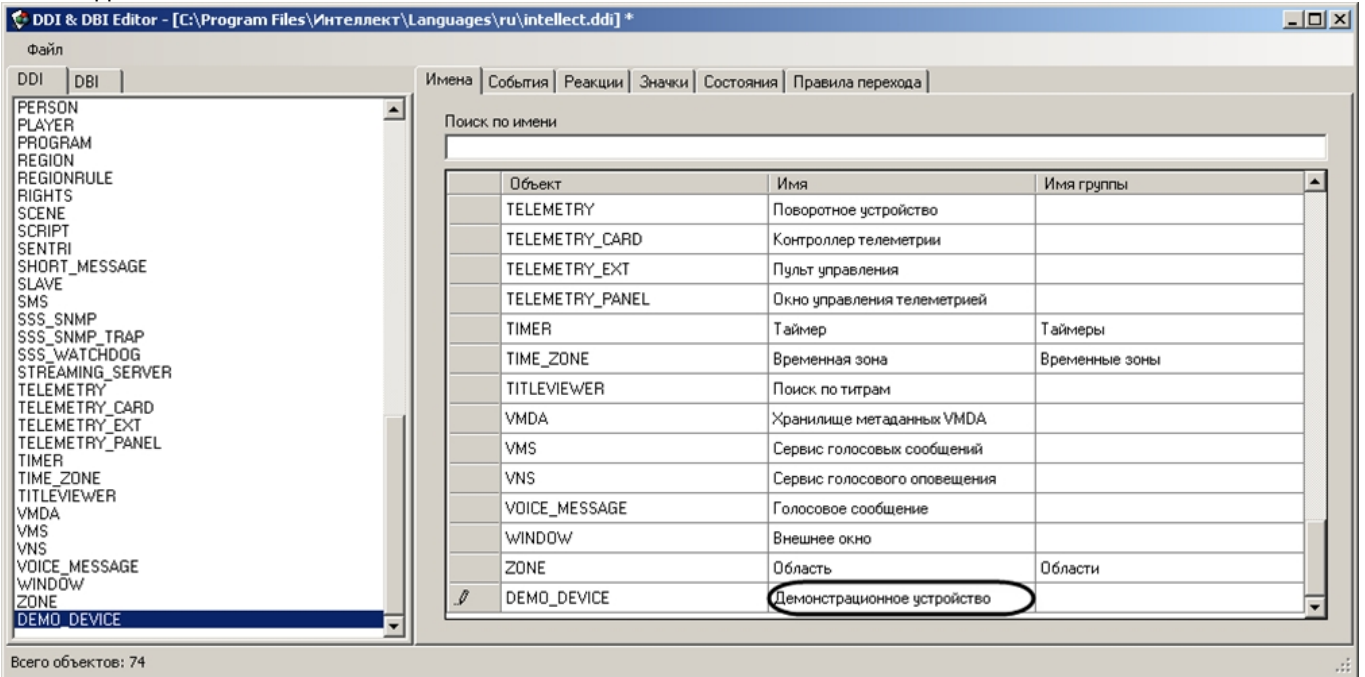 DDI & DBI Editor - [C:\Program Files\Интеллект\Languages\ru\intellect.ddi] *
Файл
DDI DBI
PERSON
PLAYER
PROGRAM
REGION
REGIONRULE
RIGHTS
SCENE
SCRIPT
SENTRI
SHORT_MESSAGE
SLAVE
SMS
SSS_SNMP
SSS_SNMP_TRAP
SSS_WATCHDOG
STREAMING_SERVER
TELEMETRY
TELEMETRY_CARD
TELEMETRY_EXT
TELEMETRY_PANEL
TIMER
TIME_ZONE
TITLEVIEWER
VMDA
VMS
VNS
VOICE_MESSAGE
WINDOW
ZONE
DEMO_DEVICE
Имена События Реакции Значки Состояния Правила перехода
Поиск по имени
Объект Имя Имя группы
TELEMETRY Поворотное устройство
TELEMETRY_CARD Контроллер телеметрии
TELEMETRY_EXT Пульт управления
TELEMETRY_PANEL Окно управления телеметрией
TIMER Таймер Таймеры
TIME_ZONE Временная зона Временные зоны
TITLEVIEWER Поиск по титрам
VMDA Хранилище метаданных VMDA
VMS Сервис голосовых сообщений
VNS Сервис голосового оповещения
VOICE_MESSAGE Голосовое сообщение
WINDOW Внешнее окно
ZONE Область Области
DEMO_DEVICE Демонстрационное устройство
Всего объектов: 74